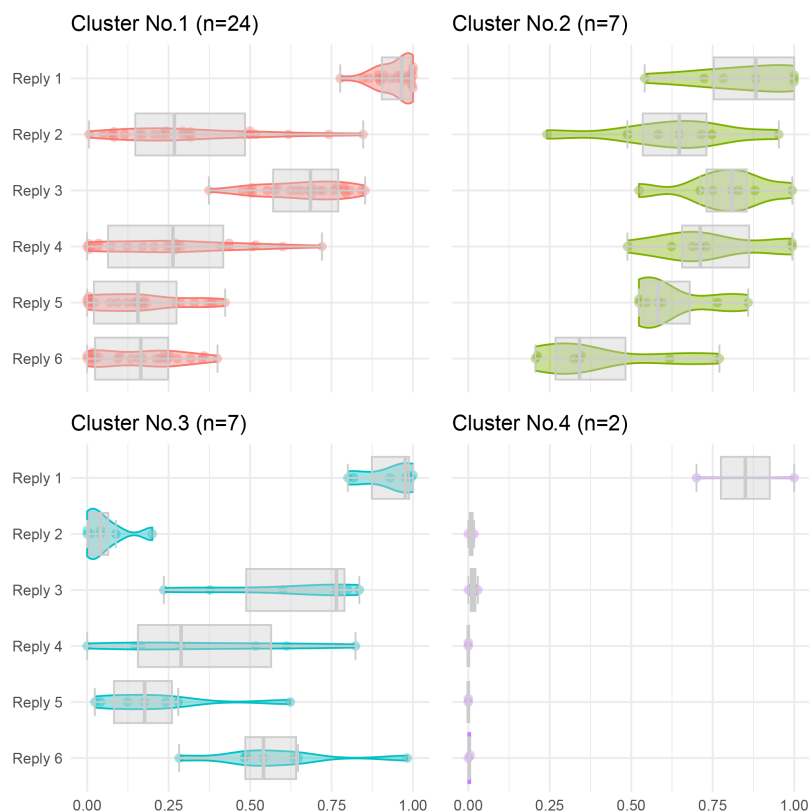 Cluster No.1 (n=24)
Cluster No.2 (n=7)
Reply 1
Reply 2
Reply 3
Reply 4
Reply 5
Reply 6
Cluster No.3 (n=7)
Cluster No.4 (n=2)
Reply 1
Reply 2
Reply 3
Reply 4
Reply 5
Reply 6
0.00 0.25 0.50 0.75 1.00 0.00 0.25 0.50 0.75 1.00